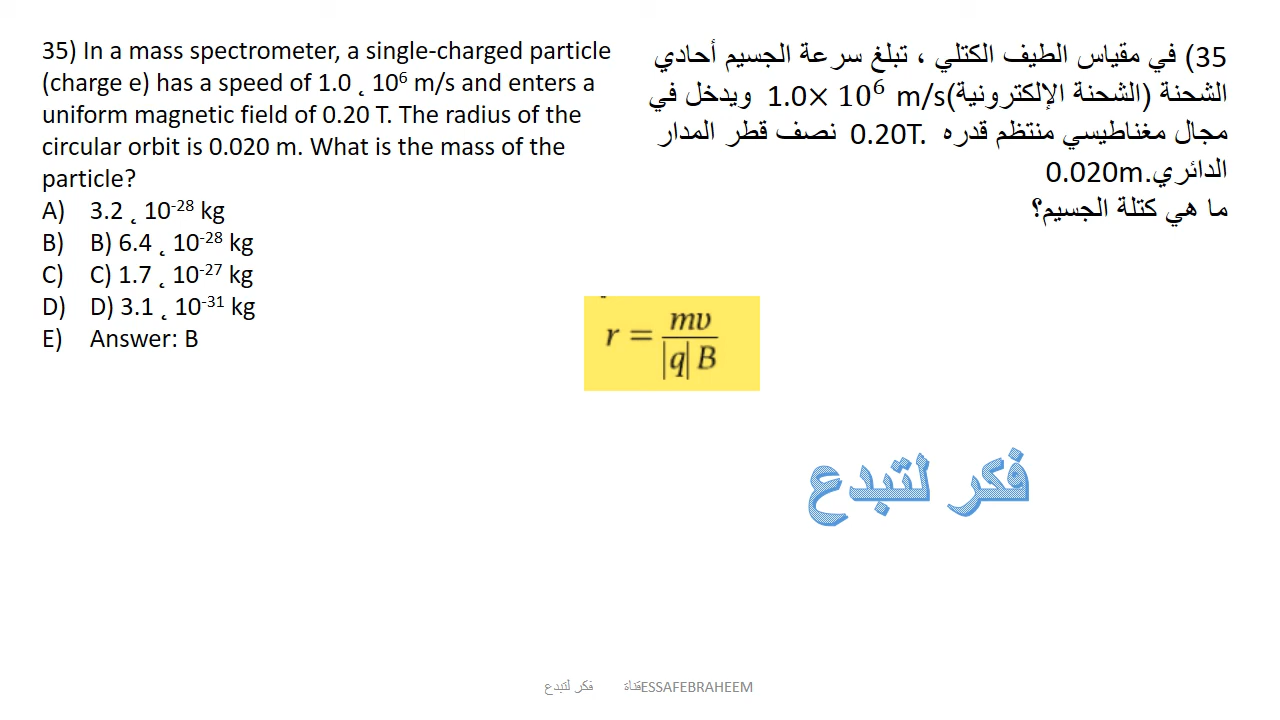 35) In a mass spectrometer, a single-charged particle
(charge e) has a speed of 1.0 ˛ 10⁶ m/s and enters a
uniform magnetic field of 0.20 T. The radius of the
circular orbit is 0.020 m. What is the mass of the
particle?
A) 3.2 ˛ 10⁻²⁸ kg
B) B) 6.4 ˛ 10⁻²⁸ kg
C) C) 1.7 ˛ 10⁻²⁷ kg
D) D) 3.1 ˛ 10⁻³¹ kg
E) Answer: B
35) في مقياس الطيف الكتلي ، تبلغ سرعة الجسيم أحادي
الشحنة (الشحنة الإلكترونية)1.0× 10⁶ m/s ويدخل في
مجال مغناطيسي منتظم قدره 0.20T. نصف قطر المدار
الدائري.0.020m
ما هي كتلة الجسيم؟
r = mv / |q| B
فكر لتبدع
قناة ESSAFEBRAHEEM فكر لتبدع